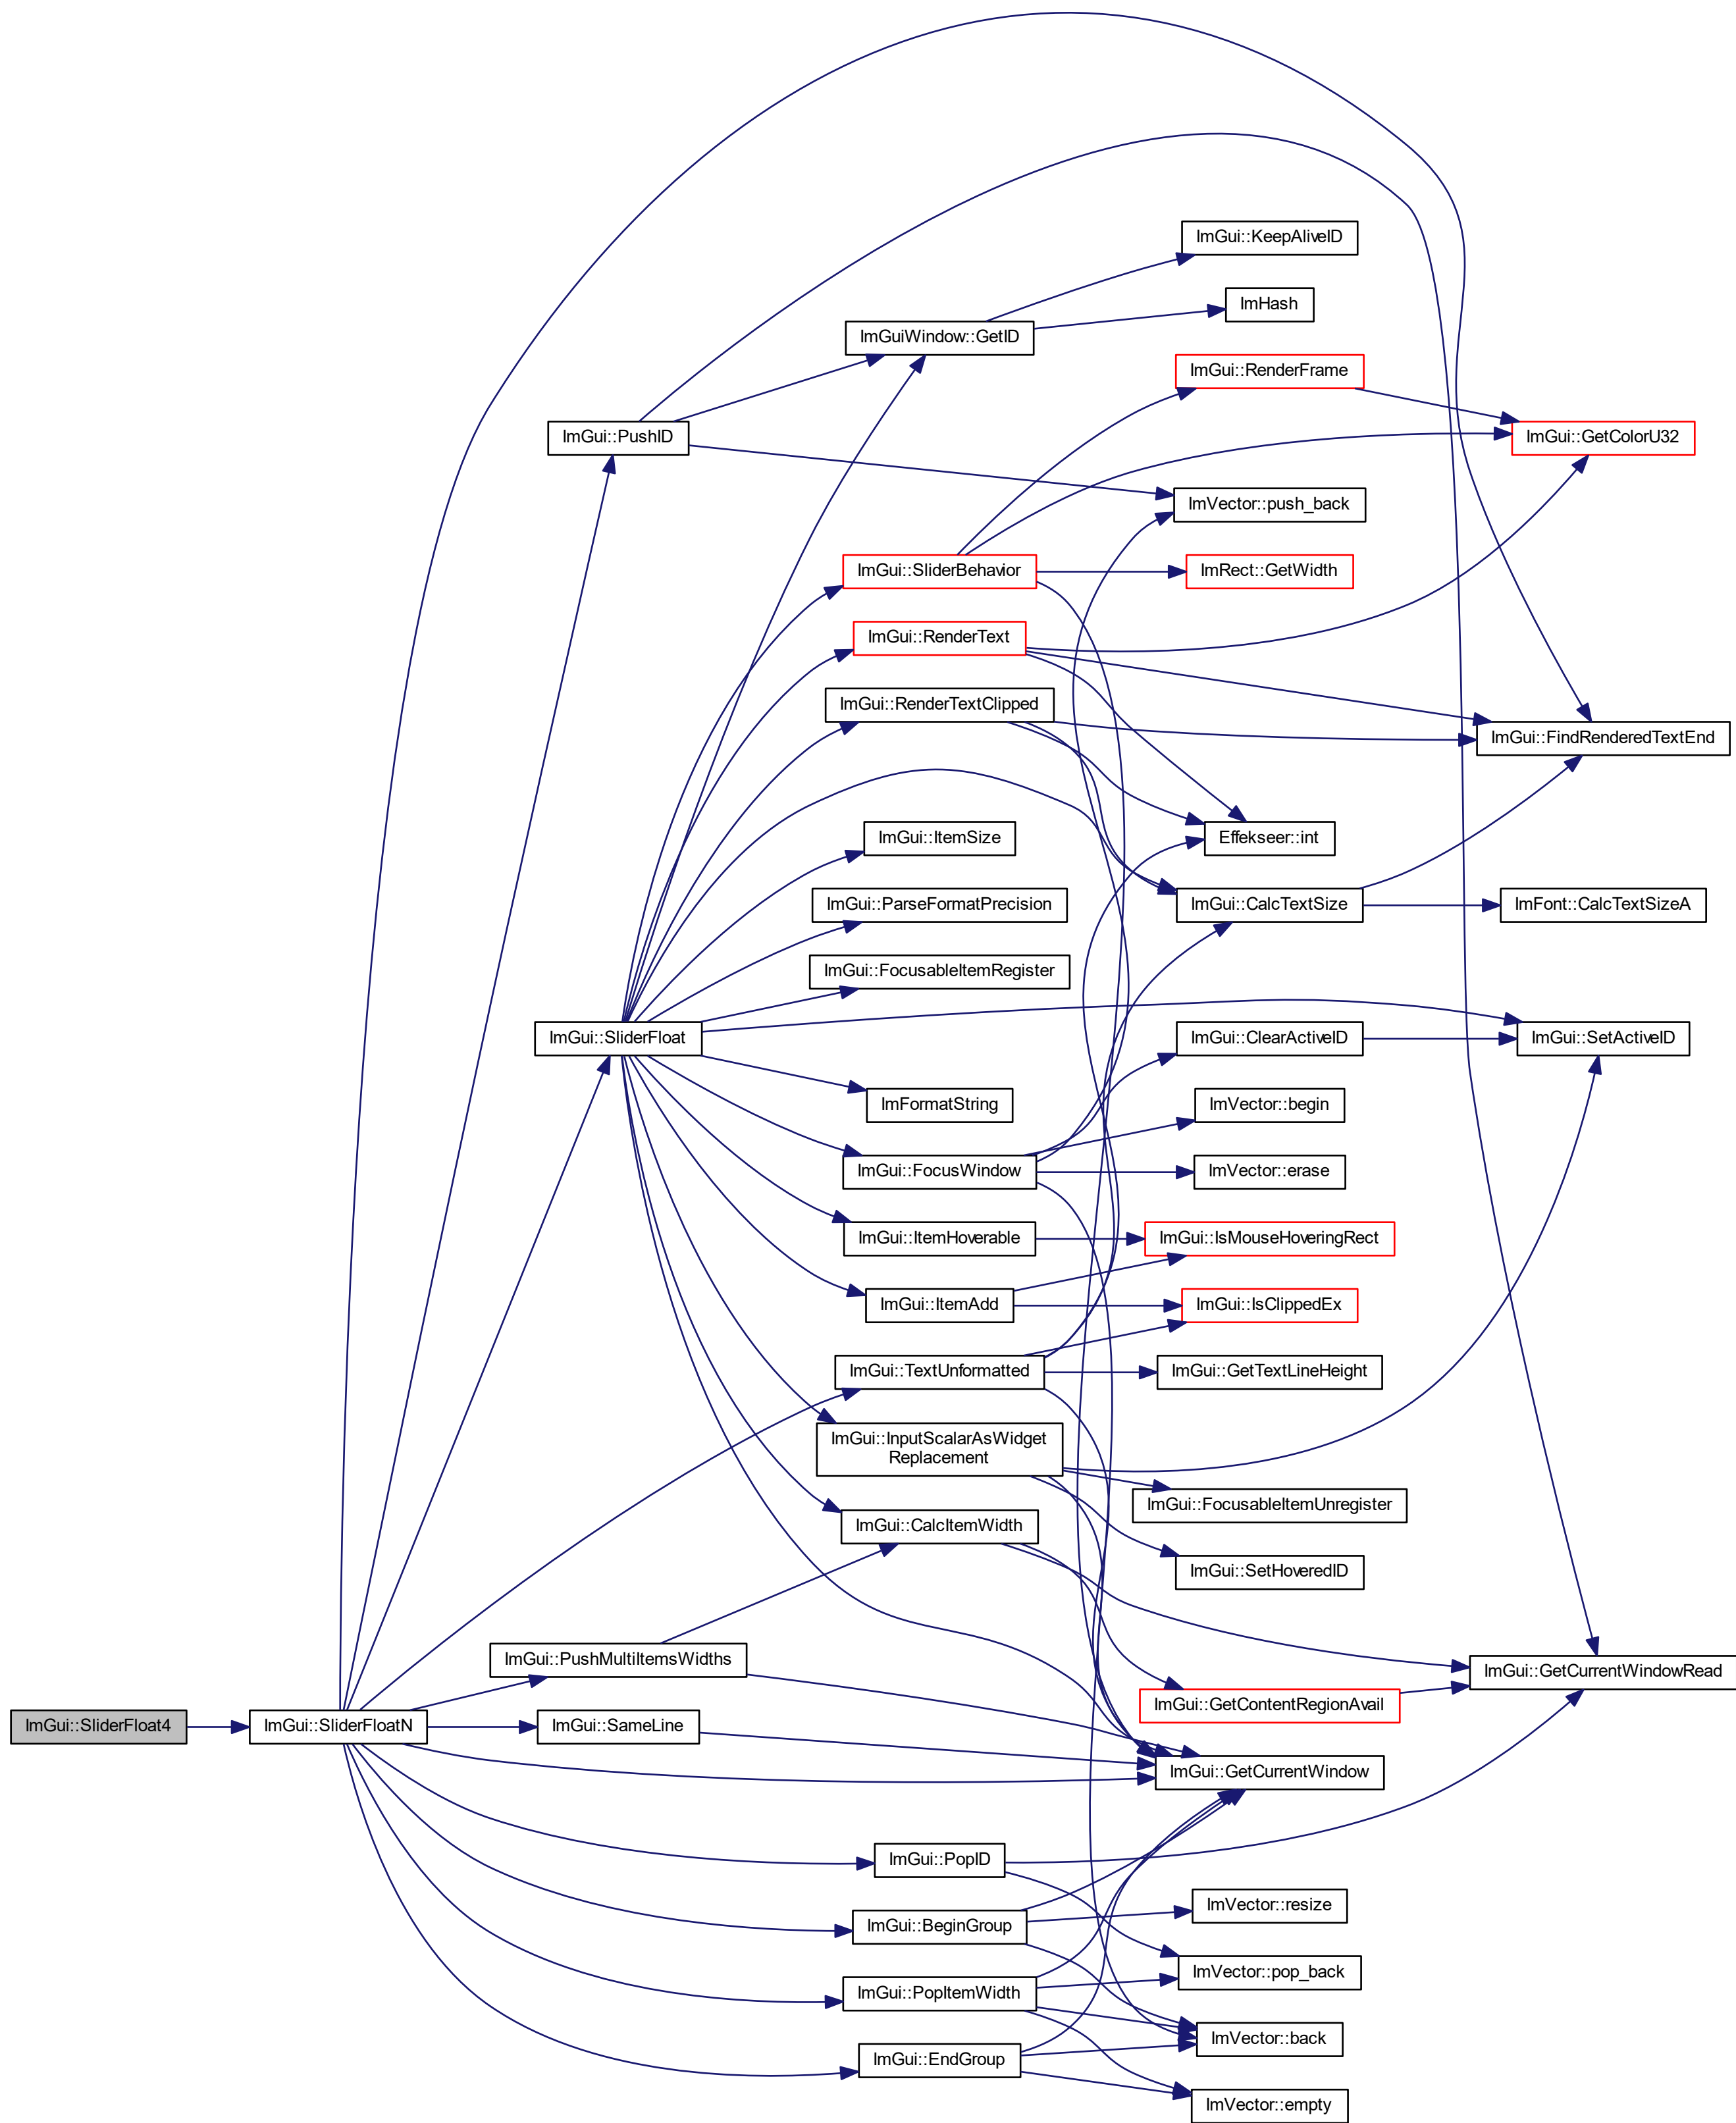 ImGui::KeepAliveID
ImHash
ImGuiWindow::GetID
ImGui::RenderFrame
ImGui::PushID
ImGui::GetColorU32
ImVector::push_back
ImGui::SliderBehavior
ImRect::GetWidth
ImGui::RenderText
ImGui::RenderTextClipped
ImGui::FindRenderedTextEnd
ImGui::ItemSize
Effekseer::int
ImGui::ParseFormatPrecision
ImGui::CalcTextSize
ImFont::CalcTextSizeA
ImGui::FocusableItemRegister
ImGui::SliderFloat
ImGui::ClearActiveID
ImGui::SetActiveID
ImFormatString
ImVector::begin
ImGui::FocusWindow
ImVector::erase
ImGui::ItemHoverable
ImGui::IsMouseHoveringRect
ImGui::ItemAdd
ImGui::IsClippedEx
ImGui::TextUnformatted
ImGui::GetTextLineHeight
ImGui::InputScalarAsWidget
Replacement
ImGui::FocusableItemUnregister
ImGui::CalcItemWidth
ImGui::SetHoveredID
ImGui::PushMultiItemsWidths
ImGui::GetCurrentWindowRead
ImGui::GetContentRegionAvail
ImGui::SliderFloat4
ImGui::SliderFloatN
ImGui::SameLine
ImGui::GetCurrentWindow
ImGui::PopID
ImVector::resize
ImGui::BeginGroup
ImVector::pop_back
ImGui::PopItemWidth
ImVector::back
ImGui::EndGroup
ImVector::empty